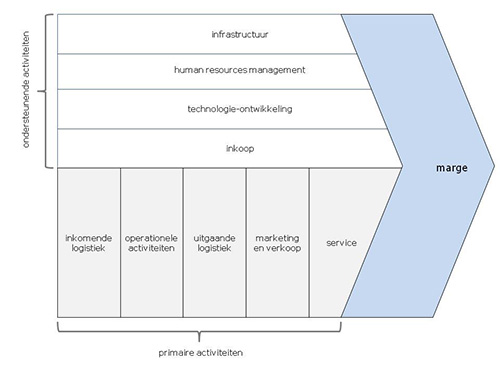 ondersteunende activiteiten
infrastructuur
human resources management
technologie-ontwikkeling
inkoop
marge
inkomende
logistiek
operationele
activiteiten
uitgaande
logistiek
marketing
en verkoop
service
primaire activiteiten